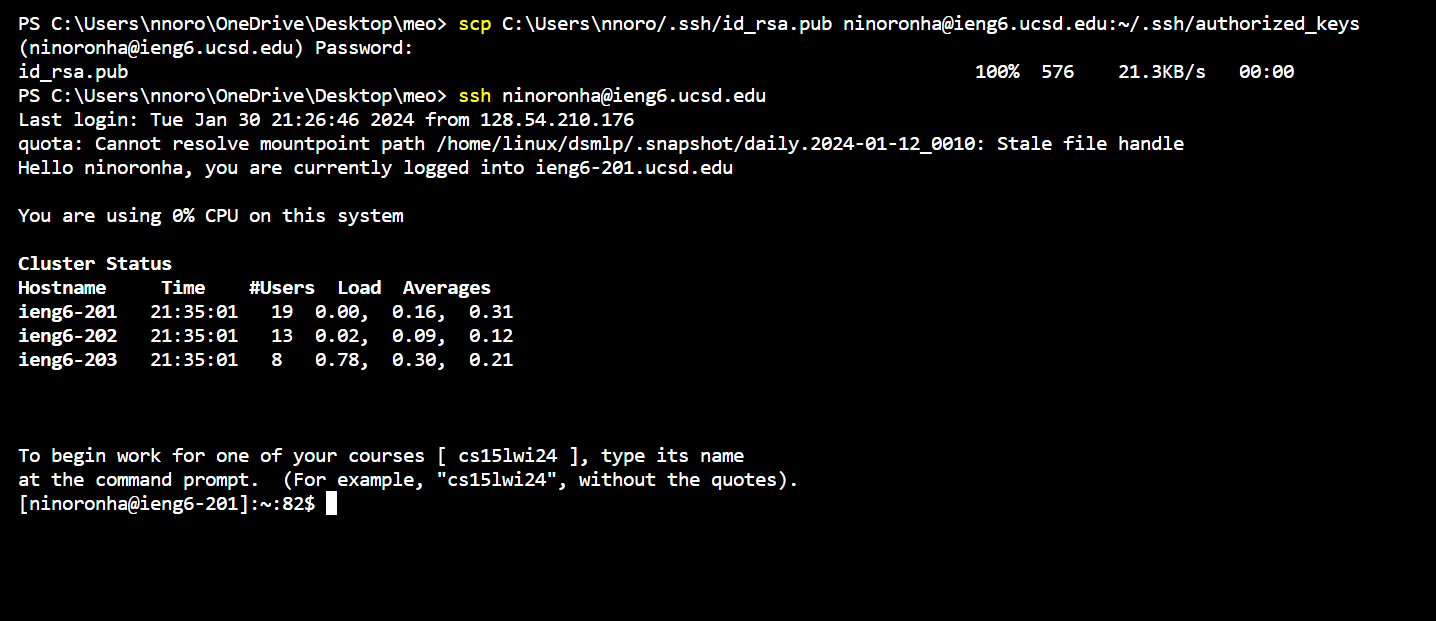 PS C:\Users\nnoro\OneDrive\Desktop\meo> scp C:\Users\nnoro/.ssh/id_rsa.pub ninoronha@ieng6.ucsd.edu:~/.ssh/authorized_keys
(ninoronha@ieng6.ucsd.edu) Password:
id_rsa.pub                                                                             100%  576    21.3KB/s   00:00
PS C:\Users\nnoro\OneDrive\Desktop\meo> ssh ninoronha@ieng6.ucsd.edu
Last login: Tue Jan 30 21:26:46 2024 from 128.54.210.176
quota: Cannot resolve mountpoint path /home/linux/dsmlp/.snapshot/daily.2024-01-12_0010: Stale file handle
Hello ninoronha, you are currently logged into ieng6-201.ucsd.edu

You are using 0% CPU on this system

Cluster Status
Hostname     Time    #Users  Load  Averages
ieng6-201   21:35:01   19  0.00,  0.16,  0.31
ieng6-202   21:35:01   13  0.02,  0.09,  0.12
ieng6-203   21:35:01   8   0.78,  0.30,  0.21

To begin work for one of your courses [ cs15lwi24 ], type its name
at the command prompt.  (For example, "cs15lwi24", without the quotes).
[ninoronha@ieng6-201]:~:82$